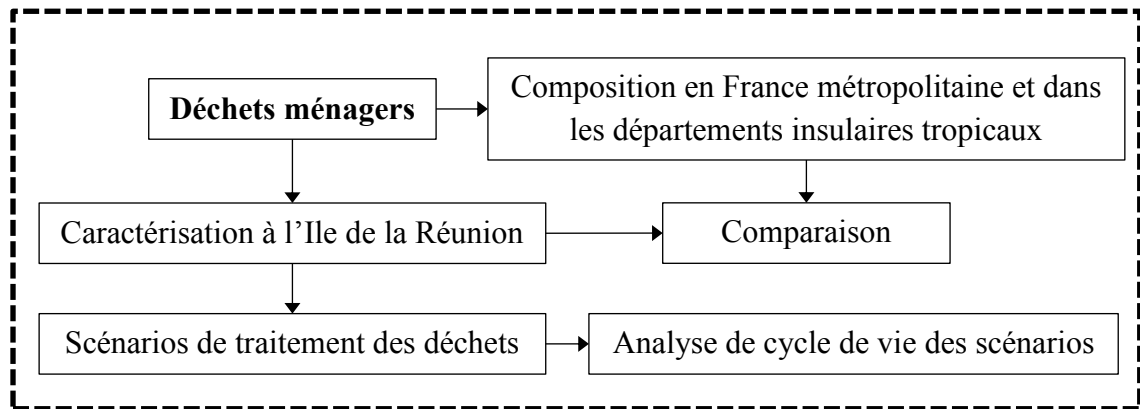 Déchets ménagers
Composition en France métropolitaine et dans
les départements insulaires tropicaux
Caractérisation à l’Ile de la Réunion
Comparaison
Scénarios de traitement des déchets
Analyse de cycle de vie des scénarios